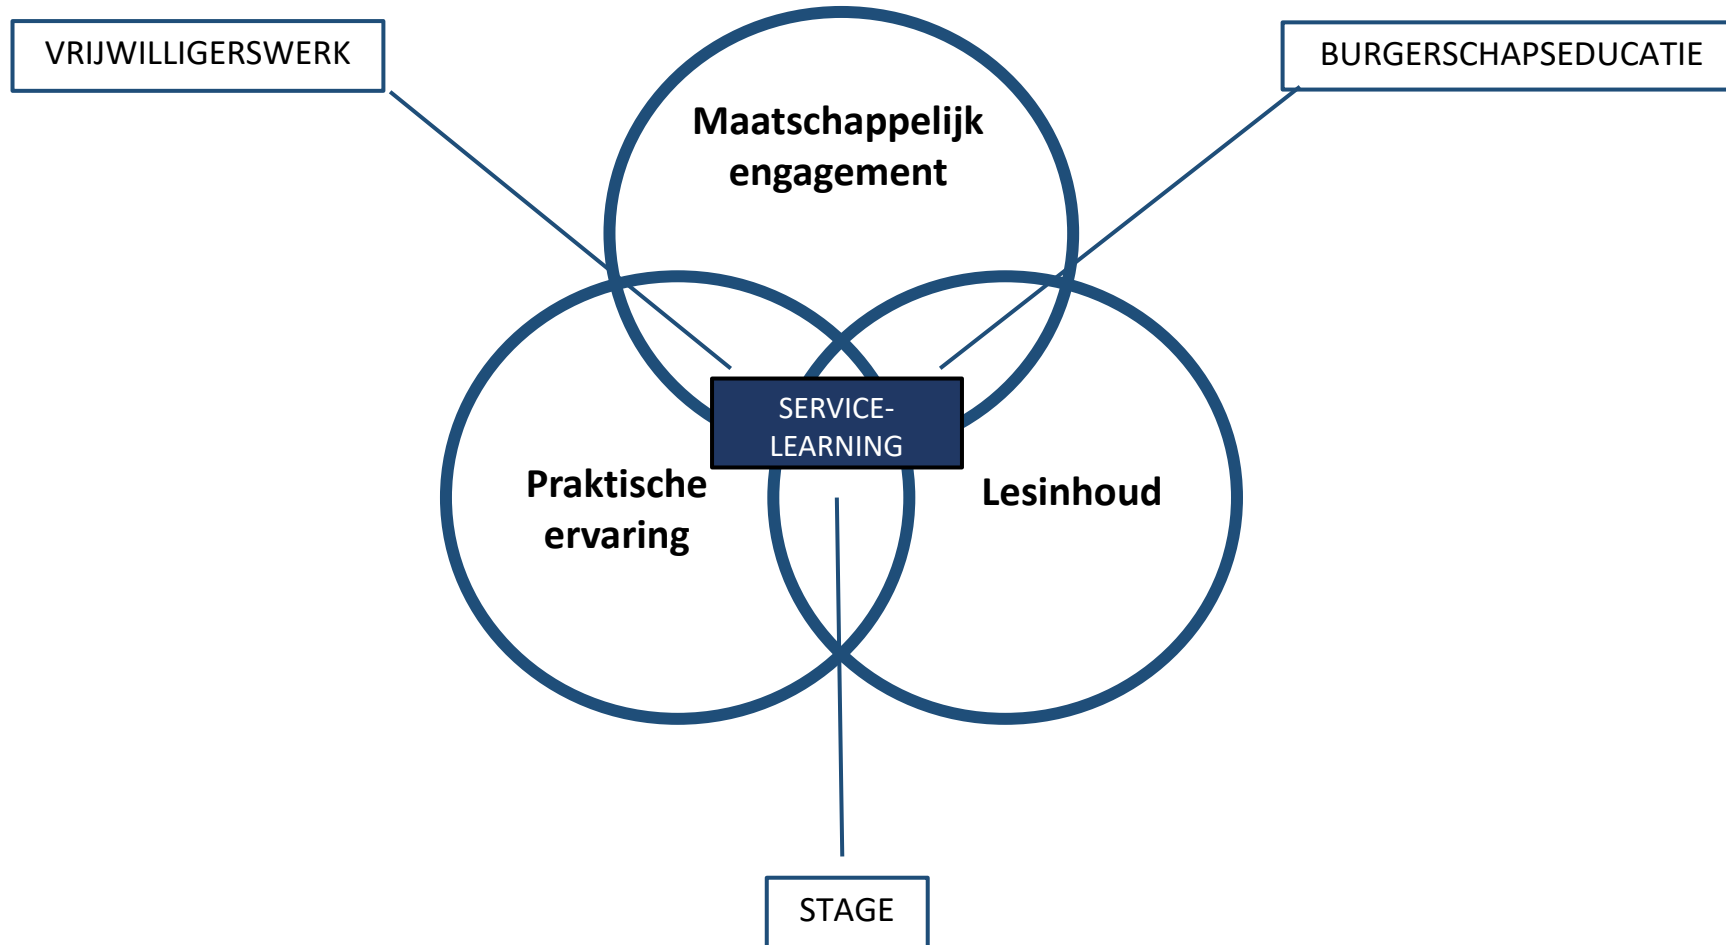 VRIJWILLIGERSWERK
BURGERSCHAPSEDUCATIE
Maatschappelijk
engagement
SERVICE-
LEARNING
Praktische
ervaring
Lesinhoud
STAGE